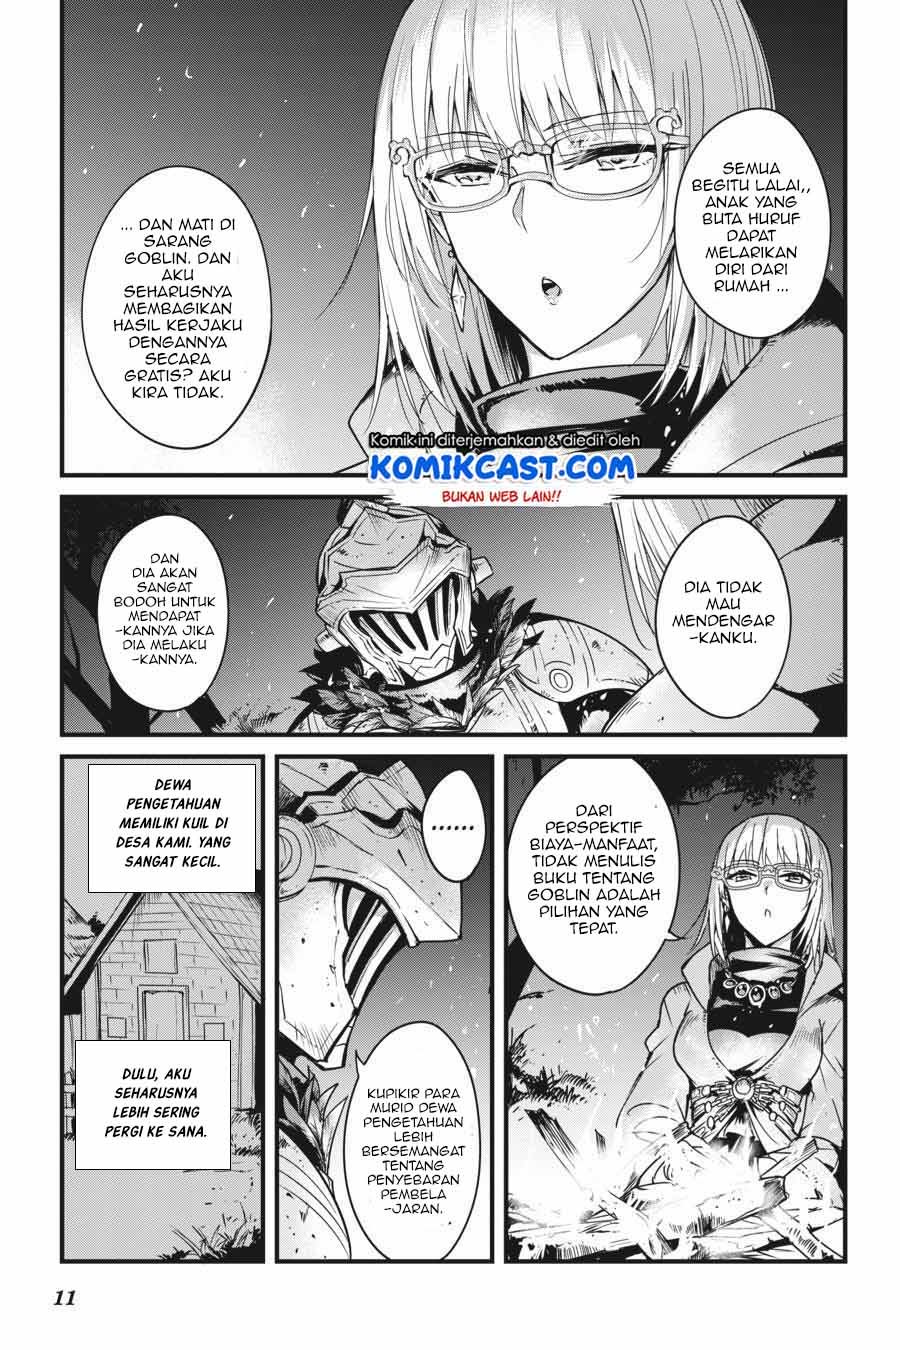 SEMUA
BEGITU LALAI,,
ANAK YANG
BUTA HURUF
DAPAT
MELARIKAN
DIRI DARI
RUMAH ...
... DAN MATI DI
SARANG
GOBLIN. DAN
AKU
SEHARUSNYA
MEMBAGIKAN
HASIL KERJAKU
DENGANNYA
SECARA
GRATIS? AKU
KIRA TIDAK.
Komik ini diterjemahkan & diedit oleh
KOMIKCAST.COM
BUKAN WEB LAIN!!
DIA TIDAK
MAU
MENDENGAR
-KANKU.
DAN
DIA AKAN
SANGAT
BODOH UNTUK
MENDAPAT
-KANNYA JIKA
DIA MELAKU
-KANNYA.
DARI
PERSPEKTIF
BIAYA-MANFAAT,
TIDAK MENULIS
BUKU TENTANG
GOBLIN ADALAH
PILIHAN YANG
TEPAT.
......
KUPIKIR PARA
MURID DEWA
PENGETAHUAN
LEBIH
BERSEMANGAT
TENTANG
PENYEBARAN
PEMBELA
-JARAN.
DEWA
PENGETAHUAN
MEMILIKI KUIL DI
DESA KAMI. YANG
SANGAT KECIL.
DULU, AKU
SEHARUSNYA
LEBIH SERING
PERGI KE SANA.
11